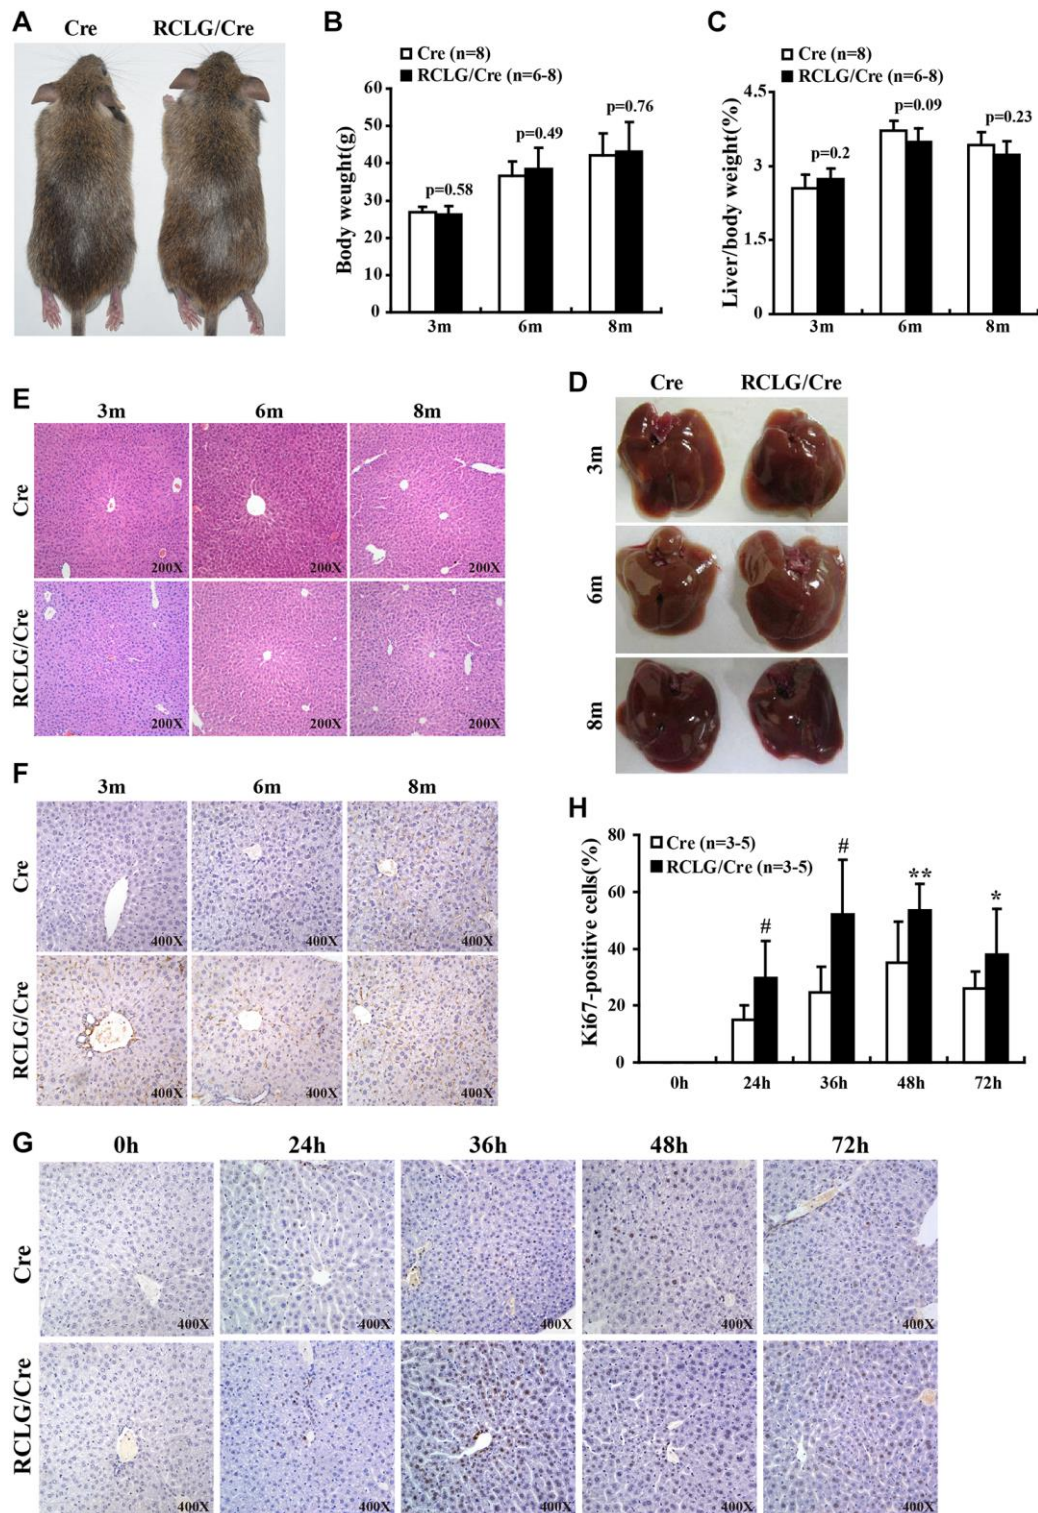 A
Cre RCLG/Cre
B
Cre (n=8)
RCLG/Cre (n=6-8)
Body weught(g)
60
50
40
30
20
10
0
p=0.58
p=0.49
p=0.76
3m 6m 8m
C
Cre (n=8)
RCLG/Cre (n=6-8)
Liver/body weight(%)
4.5
3
1.5
0
p=0.2
p=0.09
p=0.23
3m 6m 8m
D
Cre RCLG/Cre
3m
6m
8m
E
3m 6m 8m
Cre
200X 200X 200X
RCLG/Cre
200X 200X 200X
F
3m 6m 8m
Cre
400X 400X 400X
RCLG/Cre
400X 400X 400X
H
Cre (n=3-5)
RCLG/Cre (n=3-5)
Ki67-positive cells(%)
80
60
40
20
0
# # ** *
0h 24h 36h 48h 72h
G
0h 24h 36h 48h 72h
Cre
400X 400X 400X 400X 400X
RCLG/Cre
400X 400X 400X 400X 400X